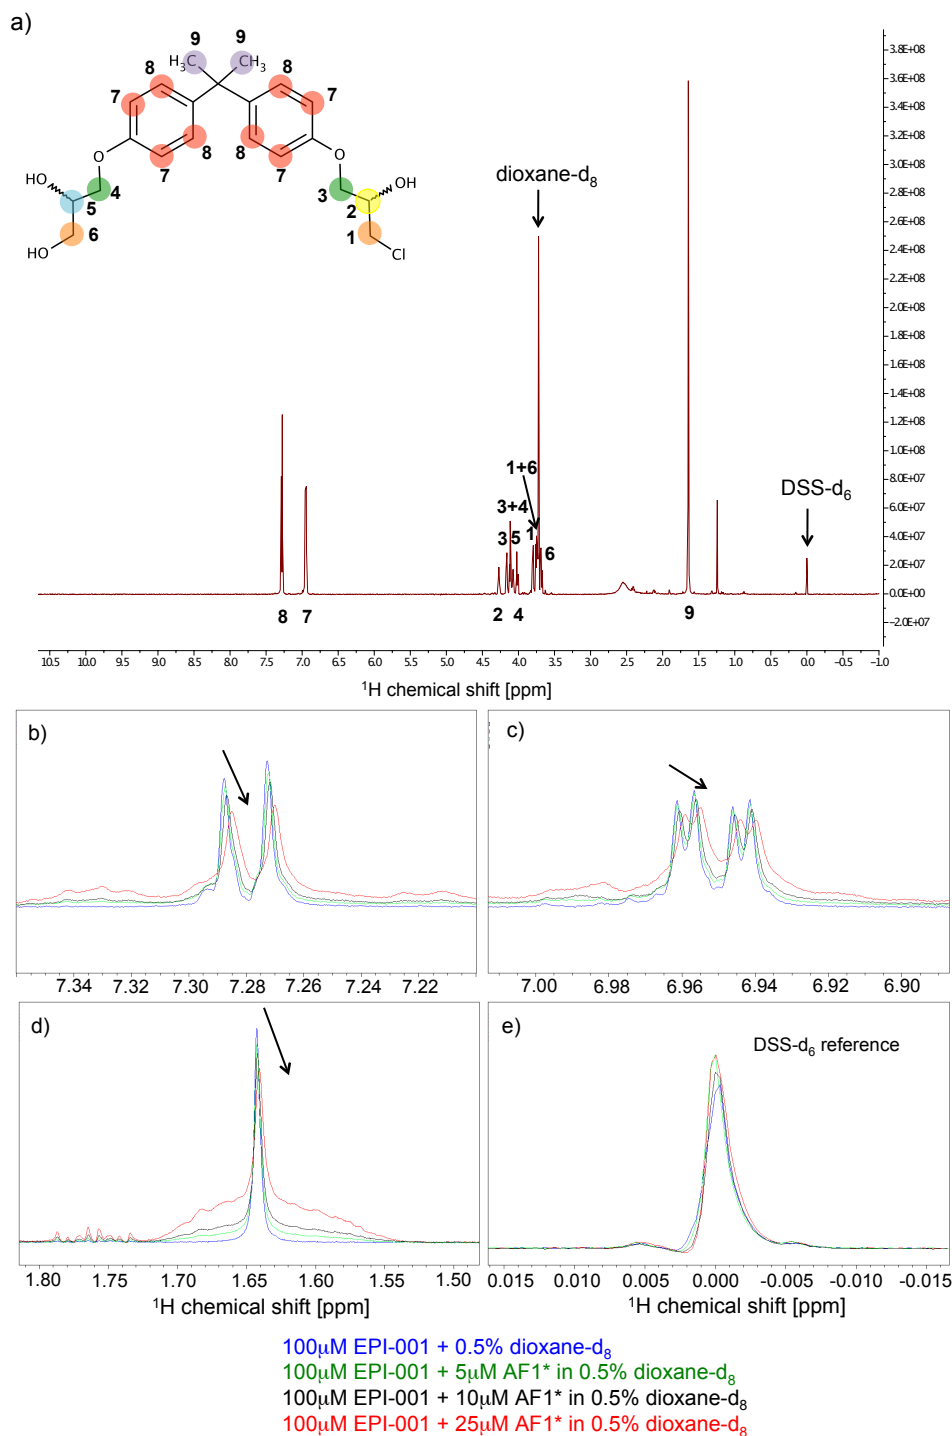 a)
9 9
H₃C CH₃
8 8
7 7
8 8
7 7
O O
HO OH
5 4 3 2
6 1
HO Cl
dioxane-d₈
DSS-d₆
1+6
3+4
3 5 1 6
8 7 2 4 9
3.8E+08
3.6E+08
3.4E+08
3.2E+08
3.0E+08
2.8E+08
2.6E+08
2.4E+08
2.2E+08
2.0E+08
1.8E+08
1.6E+08
1.4E+08
1.2E+08
1.0E+08
8.0E+07
6.0E+07
4.0E+07
2.0E+07
0.0E+00
-2.0E+07
10.5 10.0 9.5 9.0 8.5 8.0 7.5 7.0 6.5 6.0 5.5 5.0 4.5 4.0 3.5 3.0 2.5 2.0 1.5 1.0 0.5 0.0 -0.5 -1.0
¹H chemical shift [ppm]
b)
7.34 7.32 7.30 7.28 7.26 7.24 7.22
c)
7.00 6.98 6.96 6.94 6.92 6.90
d)
1.80 1.75 1.70 1.65 1.60 1.55 1.50
¹H chemical shift [ppm]
e)
DSS-d₆ reference
0.015 0.010 0.005 0.000 -0.005 -0.010 -0.015
¹H chemical shift [ppm]
100μM EPI-001 + 0.5% dioxane-d₈
100μM EPI-001 + 5μM AF1* in 0.5% dioxane-d₈
100μM EPI-001 + 10μM AF1* in 0.5% dioxane-d₈
100μM EPI-001 + 25μM AF1* in 0.5% dioxane-d₈